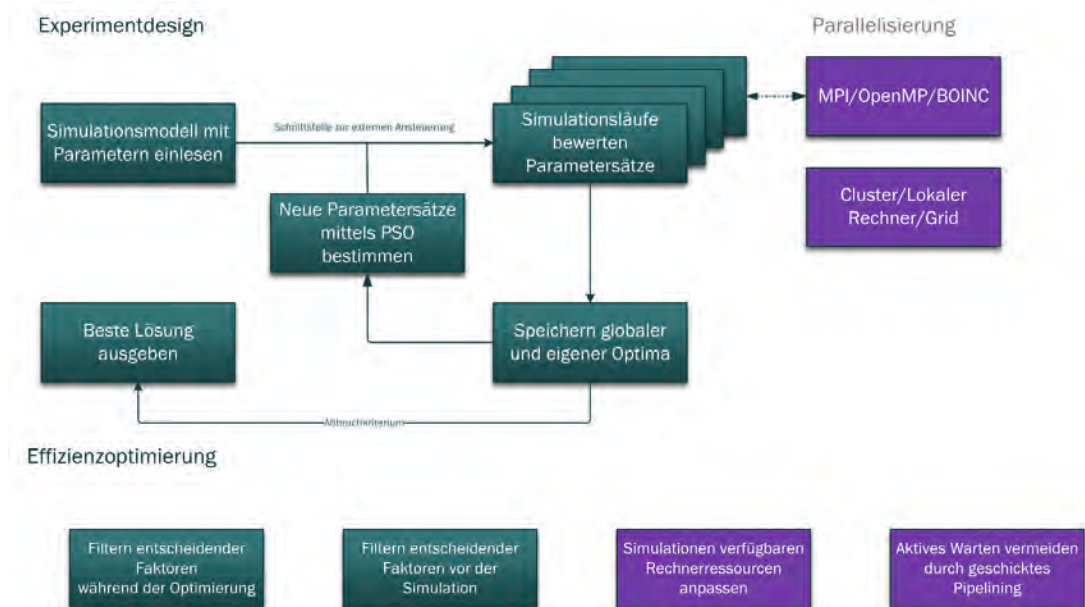 Experimentdesign
Parallelisierung
Simulationsmodell mit
Parametern einlesen
Schnittstelle zur externen Ansteuerung
Simulationsläufe
bewerten
Parametersätze
MPI/OpenMP/BOINC
Cluster/Lokaler
Rechner/Grid
Neue Parametersätze
mittels PSO
bestimmen
Beste Lösung
ausgeben
Speichern globaler
und eigener Optima
Abbruchkriterium
Effizienzoptimierung
Filtern entscheidender
Faktoren
während der Optimierung
Filtern entscheidender
Faktoren vor der
Simulation
Simulationen verfügbaren
Rechnerressourcen
anpassen
Aktives Warten vermeiden
durch geschicktes
Pipelining